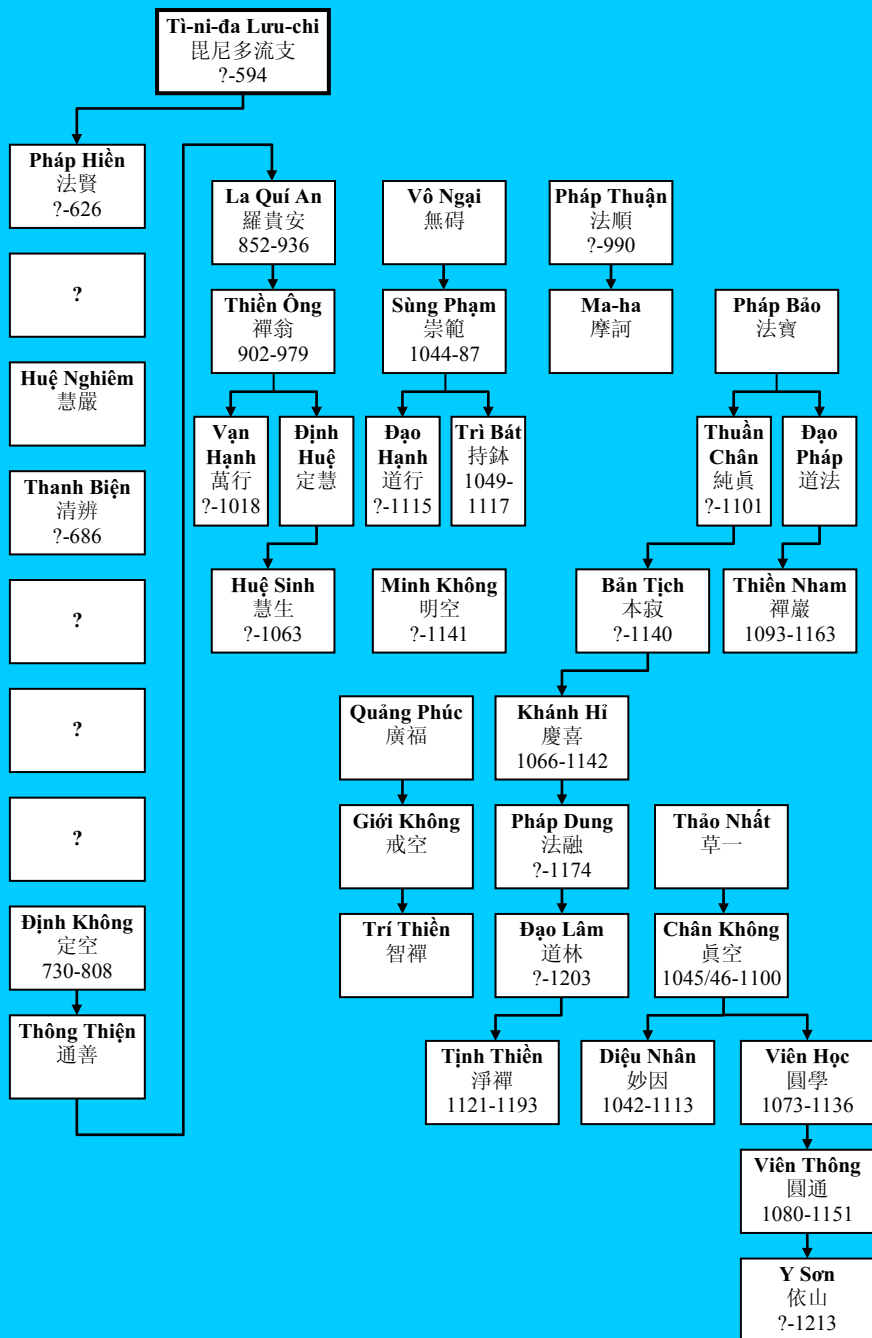 Tì-ni-đa Lưu-chi
毘尼多流支
?-594
Pháp Hiền
法賢
?-626
?
Huệ Nghiêm
慧嚴
Thanh Biện
清辨
?-686
?
?
?
Định Không
定空
730-808
Thông Thiện
通善
La Quí An
羅貴安
852-936
Thiền Ông
禪翁
902-979
Vạn
Hạnh
萬行
?-1018
Định
Huệ
定慧
Huệ Sinh
慧生
?-1063
Vô Ngại
無碍
Sùng Phạm
崇範
1044-87
Đạo
Hạnh
道行
?-1115
Trì Bát
持鉢
1049-
1117
Minh Không
明空
?-1141
Pháp Thuận
法順
?-990
Ma-ha
摩訶
Pháp Bảo
法寶
Thuần
Chân
純眞
?-1101
Đạo
Pháp
道法
Bản Tịch
本寂
?-1140
Thiền Nham
禪巖
1093-1163
Quảng Phúc
廣福
Giới Không
戒空
Trí Thiền
智禪
Khánh Hỉ
慶喜
1066-1142
Pháp Dung
法融
?-1174
Đạo Lâm
道林
?-1203
Tịnh Thiền
淨禪
1121-1193
Thảo Nhất
草一
Chân Không
眞空
1045/46-1100
Diệu Nhân
妙因
1042-1113
Viên Học
圓學
1073-1136
Viên Thông
圓通
1080-1151
Y Sơn
依山
?-1213